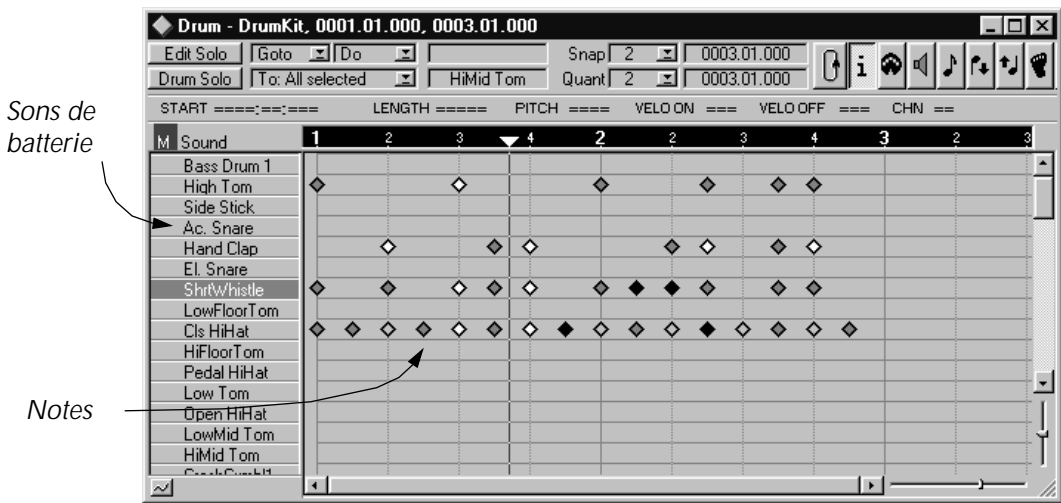 Drum - DrumKit, 0001.01.000, 0003.01.000
Edit Solo Goto Do Snap 2 0003.01.000
Drum Solo To: All selected HiMid Tom Quant 2 0003.01.000
START ====:==:=== LENGTH ===== PITCH ==== VELO ON === VELO OFF === CHN ==
Sons de
batterie
M Sound 1 2 3 4 2 2 3 4 3 2 3
Bass Drum 1
High Tom
Side Stick
Ac. Snare
Hand Clap
El. Snare
ShrtWhistle
LowFloorTom
Cls HiHat
HiFloorTom
Pedal HiHat
Low Tom
Notes
Open HiHat
LowMid Tom
HiMid Tom